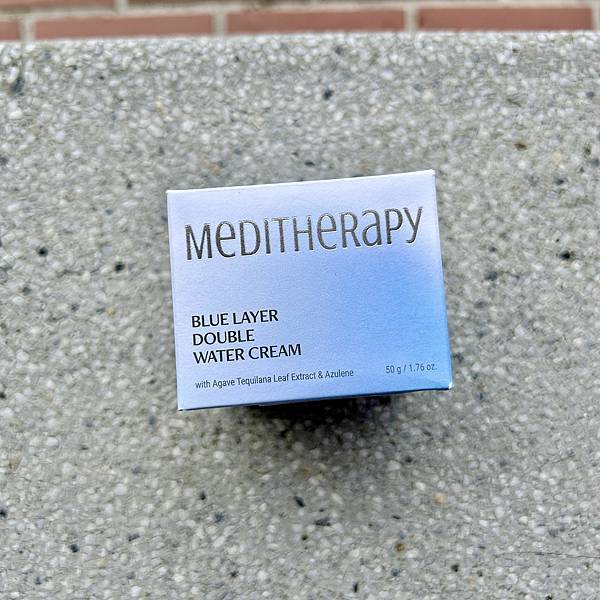 MeDITHeRaPY
BLUE LAYER
DOUBLE
WATER CREAM
with Agave Tequilana Leaf Extract & Azulene
50 g / 1.76 oz.